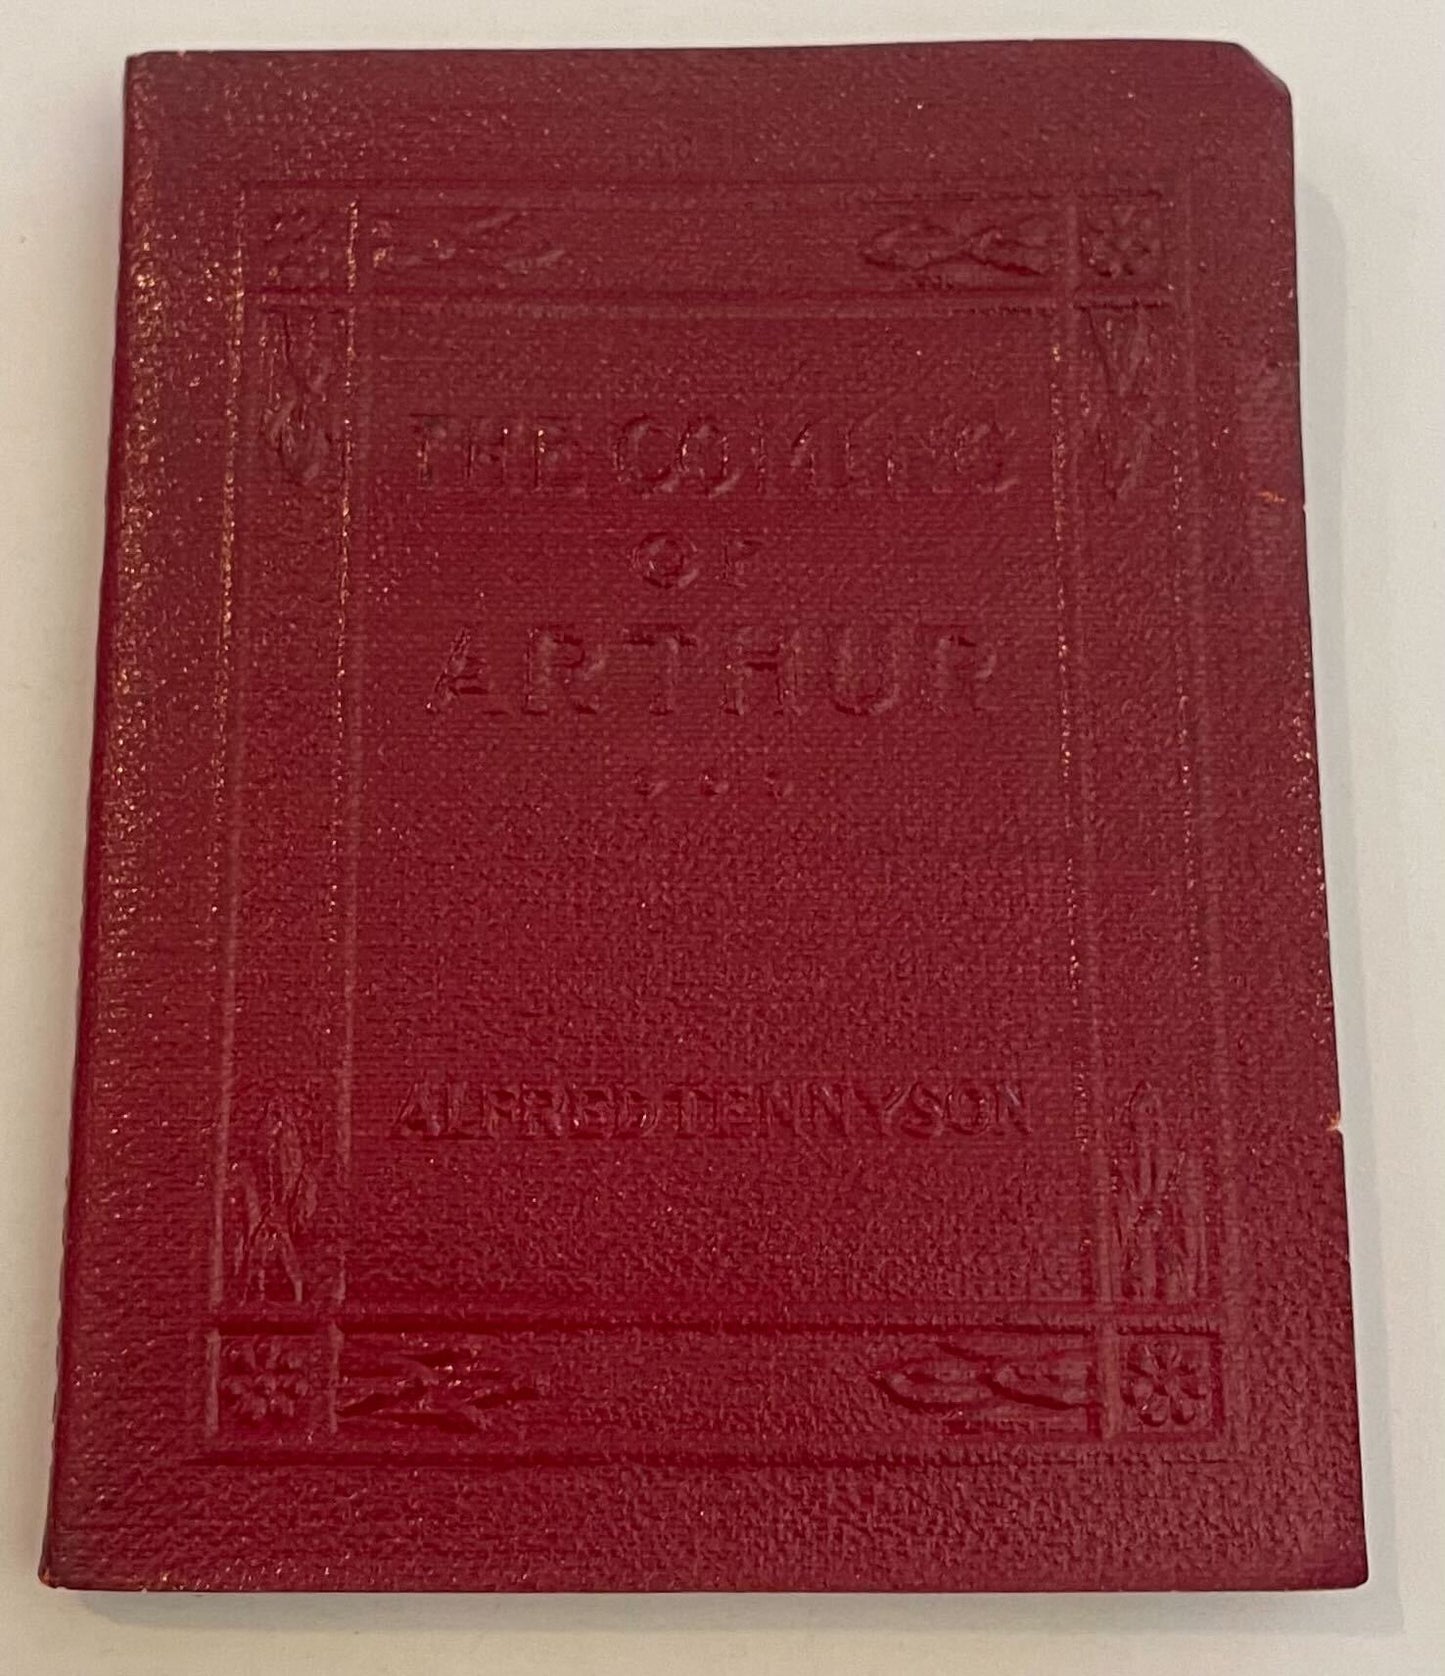 THE COMING
OF
ARTHUR
ALFRED TENNYSON